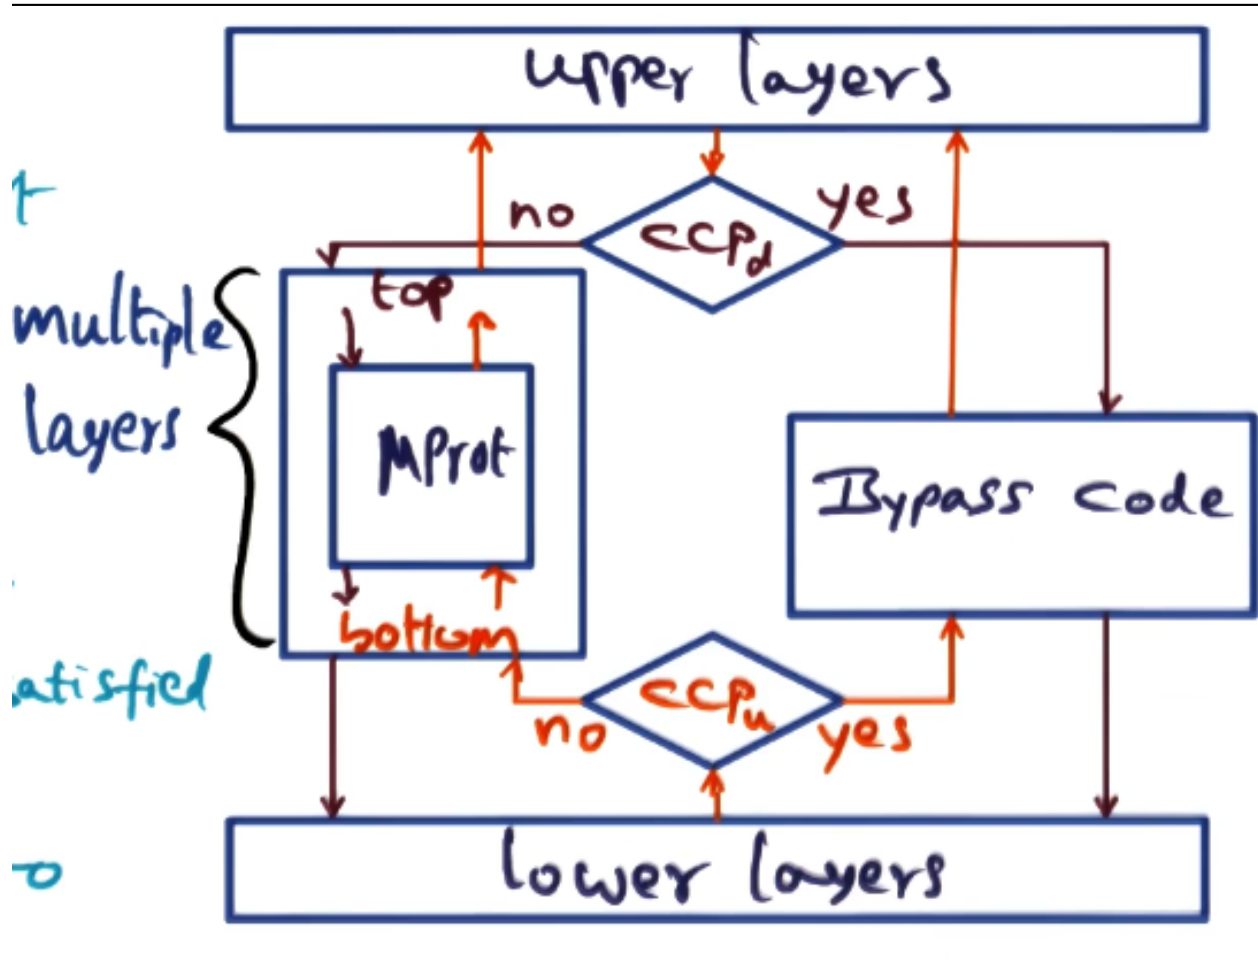 upper layers
no
yes
CCPd
top
multiple
layers
MProt
Bypass Code
bottom
CCPu
no
yes
lower layers